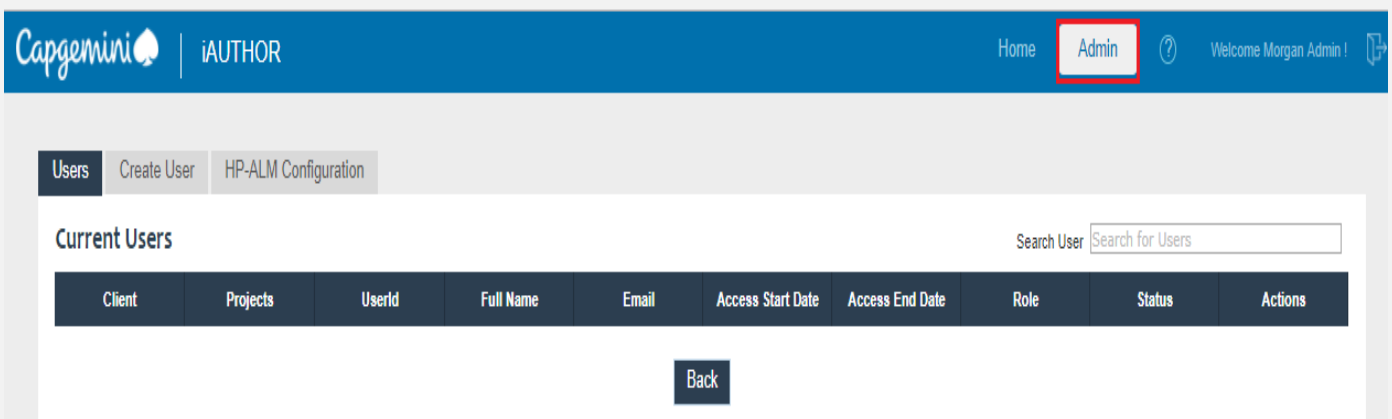 Capgemini iAUTHOR Home Admin ? Welcome Morgan Admin !
Users Create User HP-ALM Configuration
Current Users Search User Search for Users
Client Projects UserId Full Name Email Access Start Date Access End Date Role Status Actions
Back